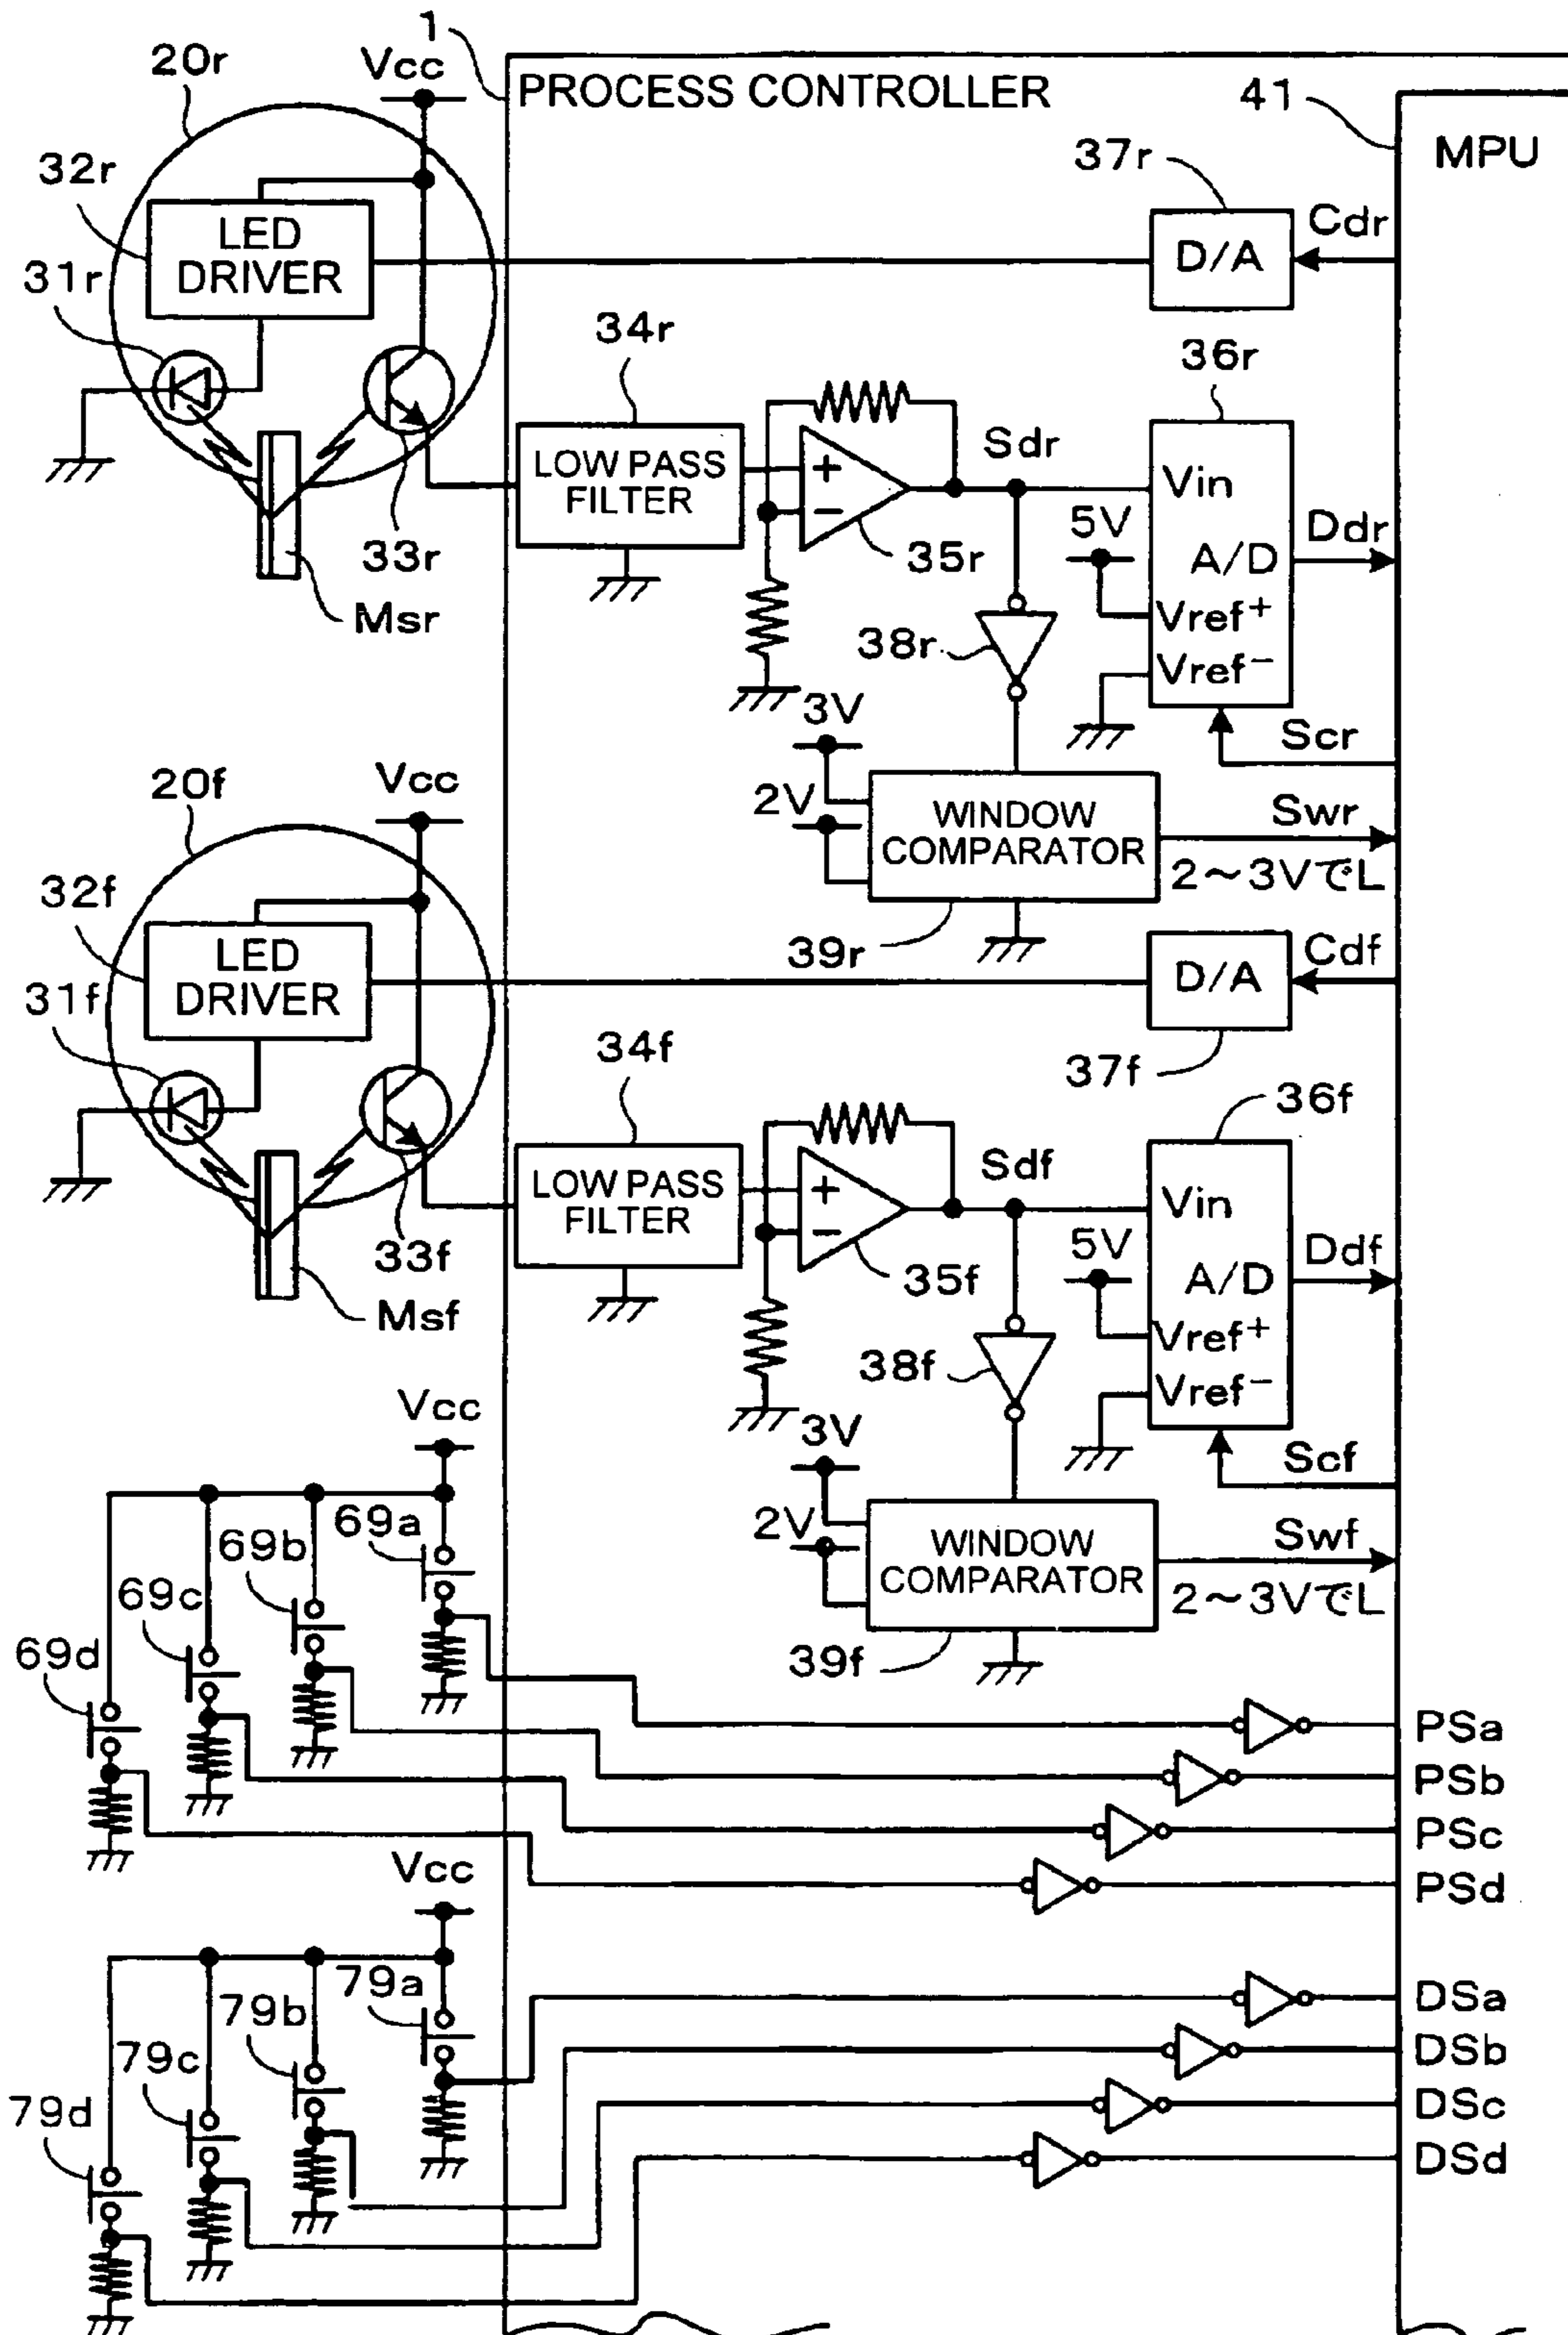 1
20r
Vcc
PROCESS CONTROLLER
41
MPU
37r
32r
LED
DRIVER
D/A
Cdr
31r
34r
36r
LOW PASS
FILTER
+
−
Sdr
Vin
5V
A/D
Ddr
33r
35r
Vref+
Vref−
Msr
38r
3V
Scr
20f
Vcc
2V
WINDOW
COMPARATOR
Swr
2～3VでL
32f
LED
DRIVER
39r
D/A
Cdf
31f
34f
37f
36f
LOW PASS
FILTER
+
−
Sdf
Vin
5V
A/D
Ddf
33f
35f
Vref+
Vref−
Msf
38f
3V
Scf
Vcc
2V
WINDOW
COMPARATOR
Swf
2～3VでL
69a
69b
69c
69d
39f
PSa
PSb
PSc
PSd
Vcc
79a
79b
79c
79d
DSa
DSb
DSc
DSd